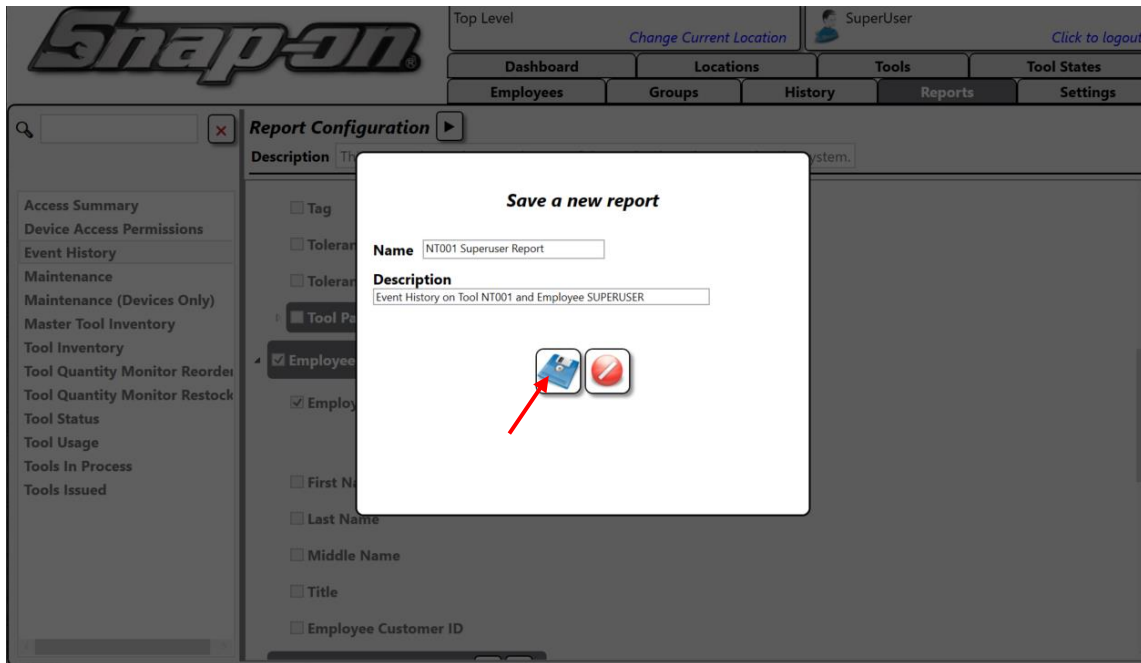 Snap-on®
Top Level
Change Current Location
SuperUser
Click to logout
Dashboard Locations Tools Tool States
Employees Groups History Reports Settings
Report Configuration
Description Th ystem.
Access Summary
Device Access Permissions
Event History
Maintenance
Maintenance (Devices Only)
Master Tool Inventory
Tool Inventory
Tool Quantity Monitor Reorder
Tool Quantity Monitor Restock
Tool Status
Tool Usage
Tools In Process
Tools Issued
Tag
Toleran
Toleran
Tool Pa
Employee
Employ
First Na
Last Name
Middle Name
Title
Employee Customer ID
Save a new report
Name NT001 Superuser Report
Description
Event History on Tool NT001 and Employee SUPERUSER